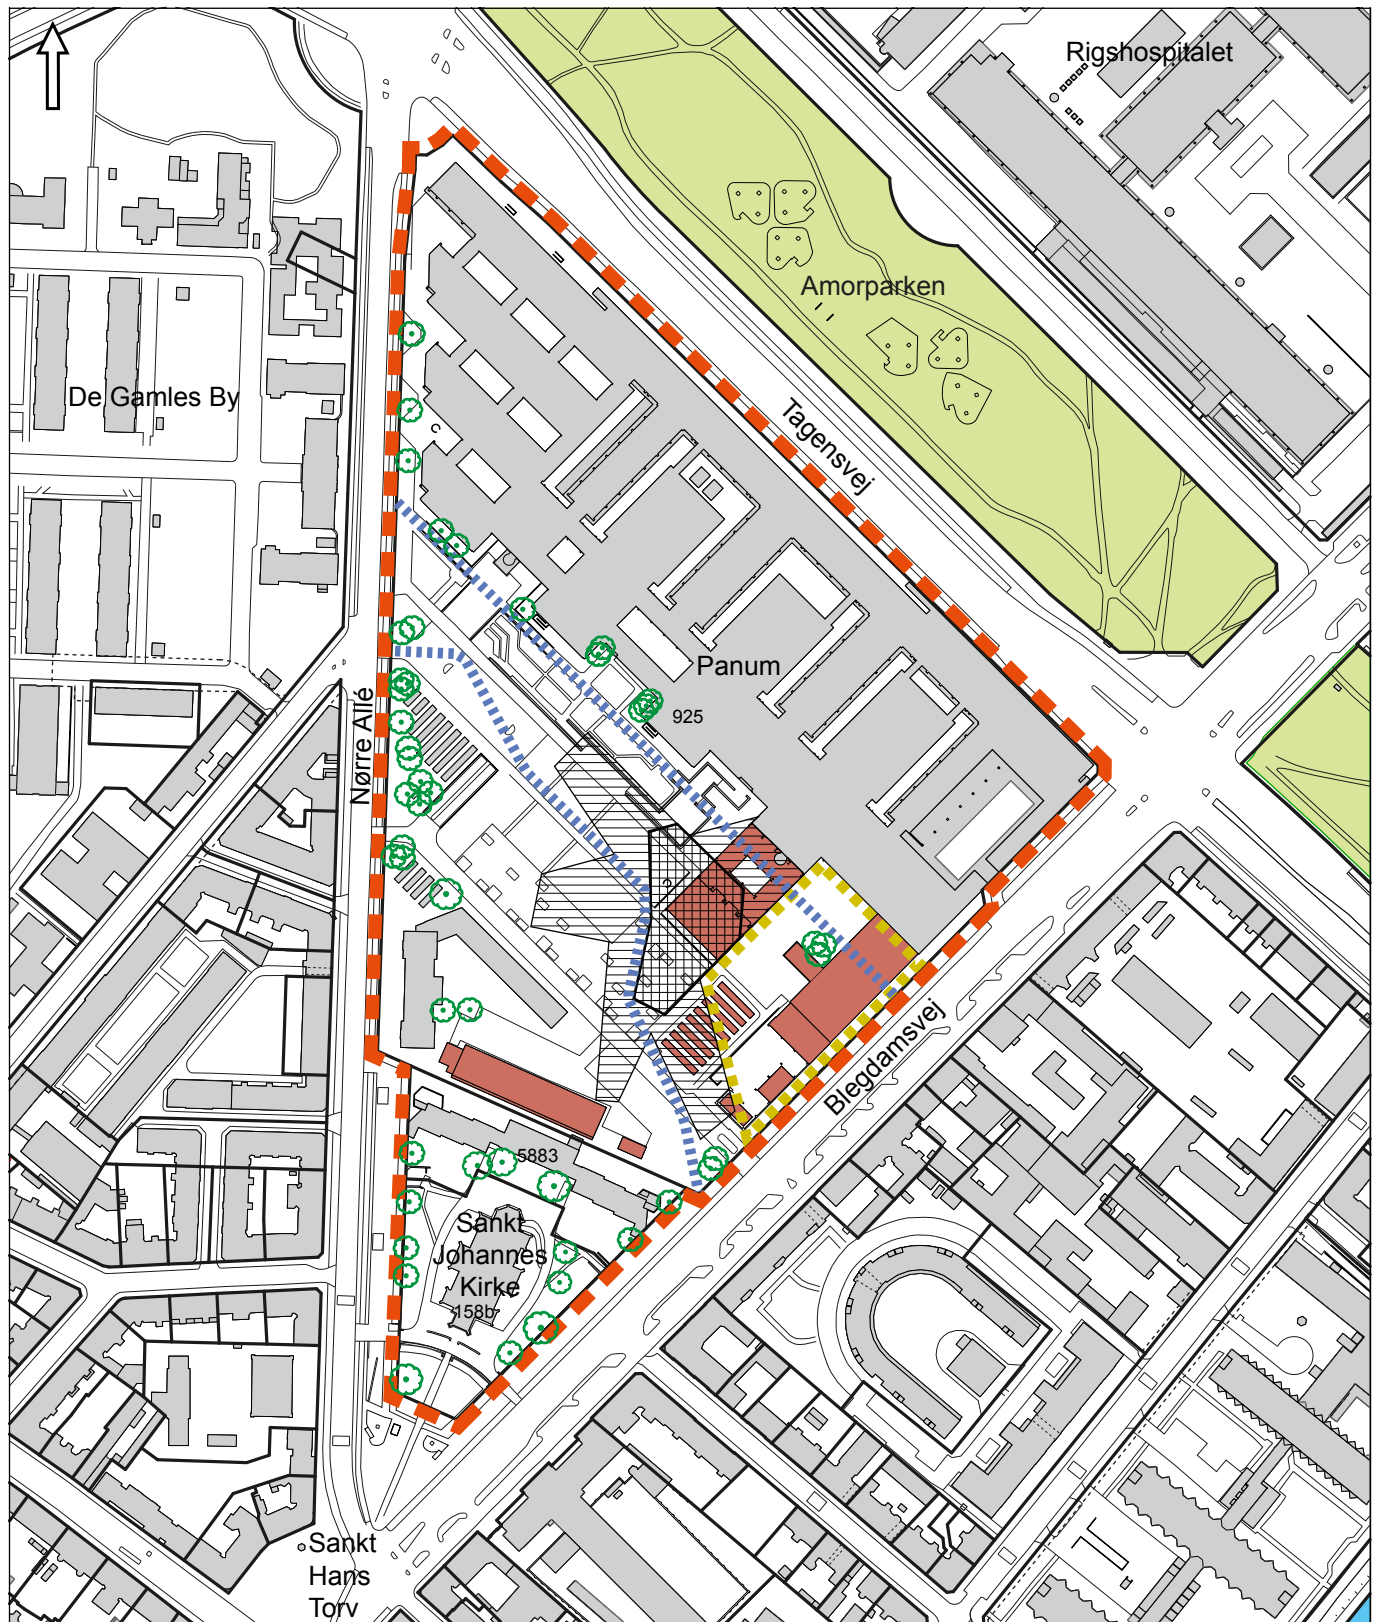 Rigshospitalet
Amorparken
De Gamles By
Tagensvej
Panum
925
Nørre Allé
Blegdamsvej
5883
Sankt
Johannes
Kirke
158b
Sankt
Hans
Torv